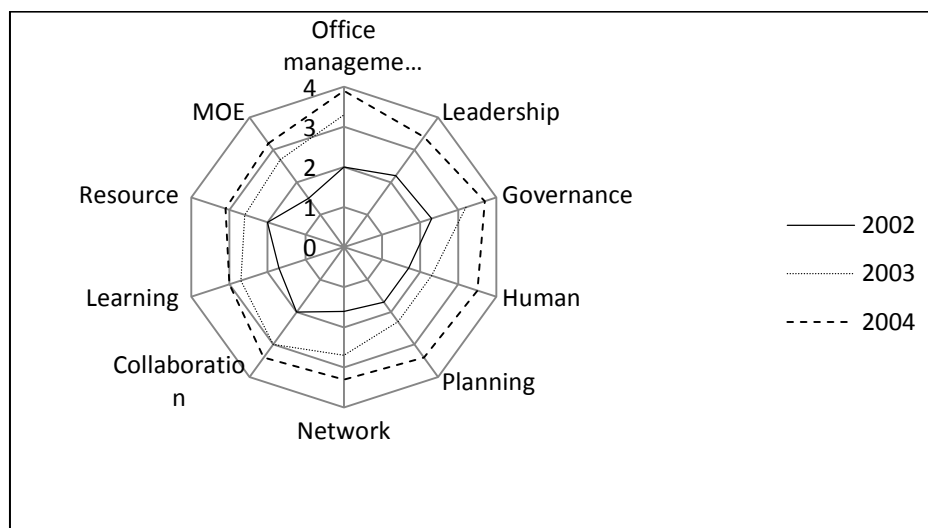 Office
manageme...
Leadership
Governance
Human
Planning
Network
Collaboratio
n
Learning
Resource
MOE
4
3
2
1
0
2002
2003
2004